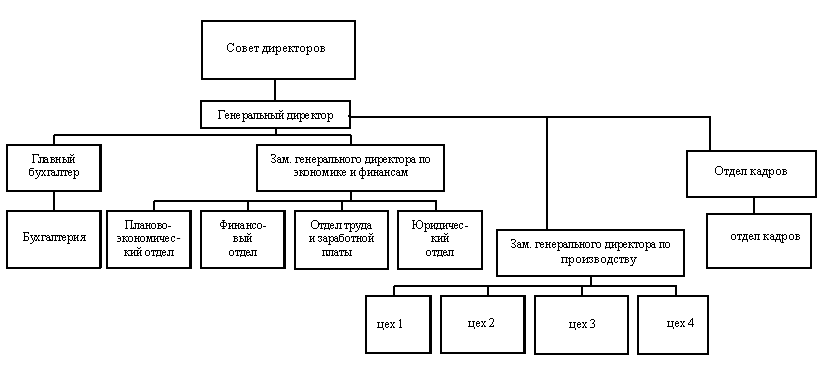 Совет директоров
Генеральный директор
Главный
бухгалтер
Зам. генерального директора по
экономике и финансам
Отдел кадров
Бухгалтерия
Планово-
экономичес-
кий отдел
Финансо-
вый
отдел
Отдел труда
и заработной
платы
Юридичес-
кий
отдел
Зам. генерального директора по
производству
отдел кадров
цех 1
цех 2
цех 3
цех 4